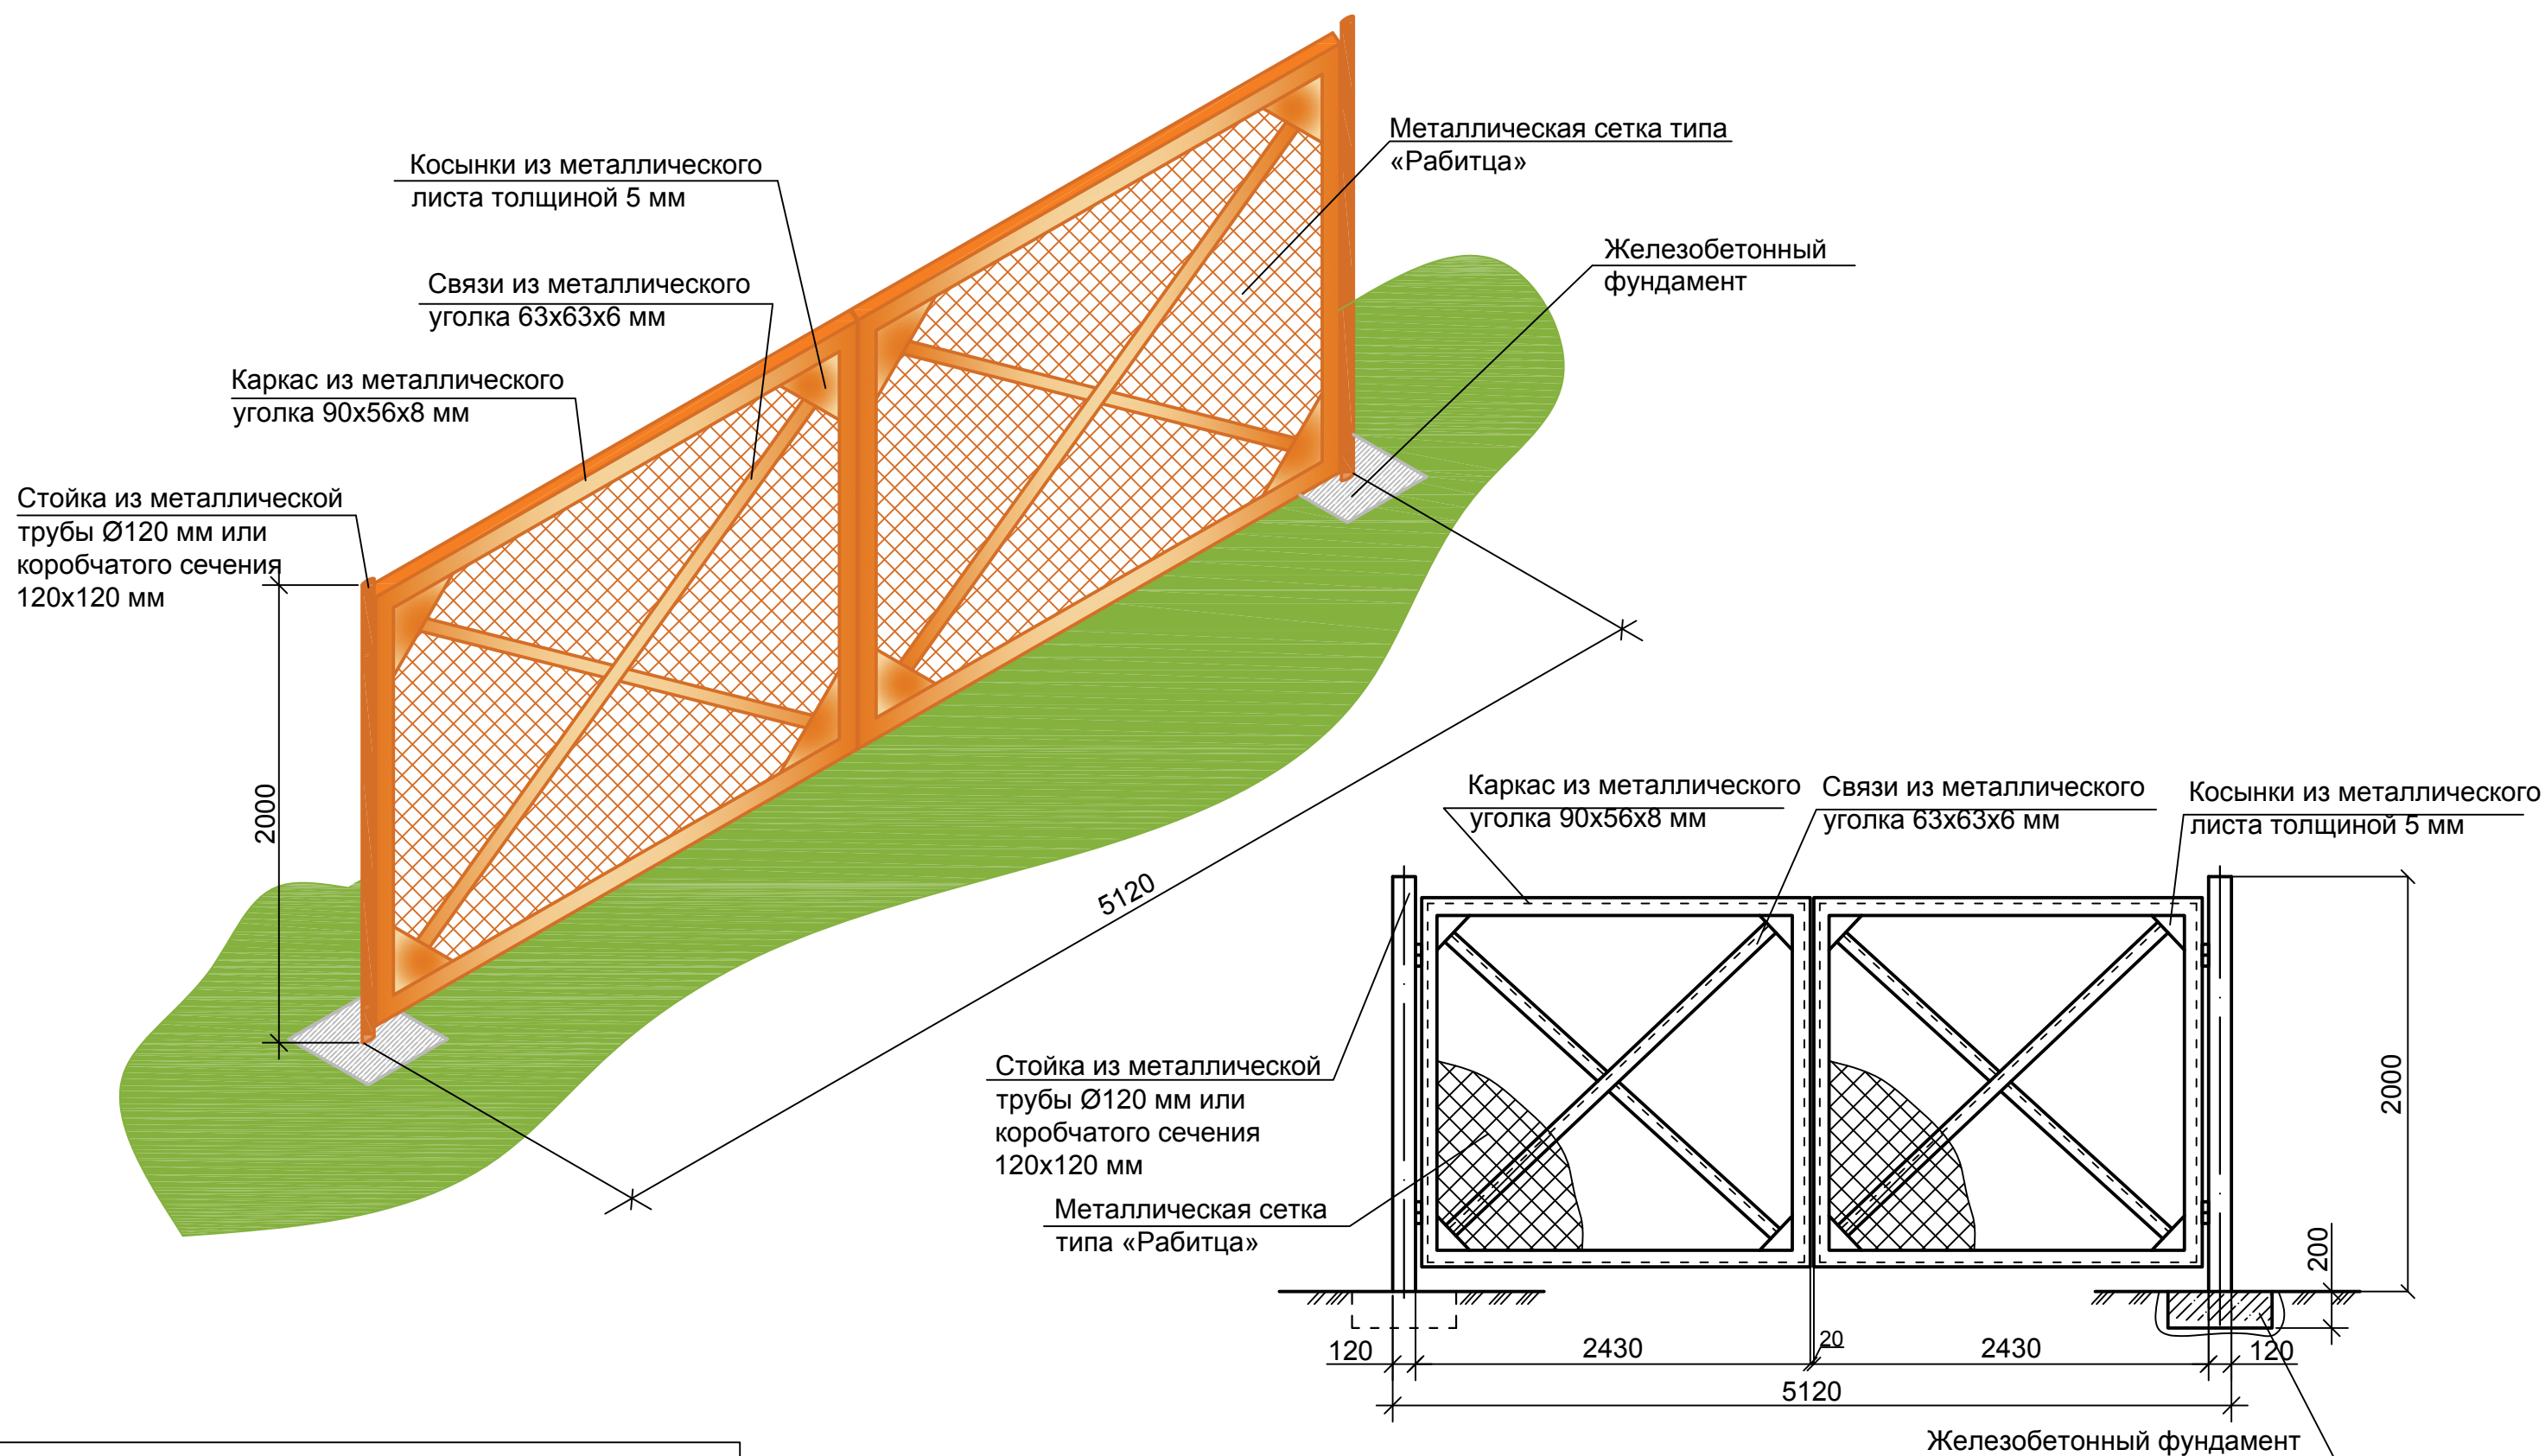 Металлическая сетка типа
«Рабитца»
Косынки из металлического
листа толщиной 5 мм
Железобетонный
фундамент
Связи из металлического
уголка 63х63х6 мм
Каркас из металлического
уголка 90х56х8 мм
Стойка из металлической
трубы Ø120 мм или
коробчатого сечения
120х120 мм
2000
5120
Каркас из металлического
уголка 90х56х8 мм
Связи из металлического
уголка 63х63х6 мм
Косынки из металлического
листа толщиной 5 мм
Стойка из металлической
трубы Ø120 мм или
коробчатого сечения
120х120 мм
Металлическая сетка
типа «Рабитца»
2000
200
120
2430
20
2430
120
5120
Железобетонный фундамент